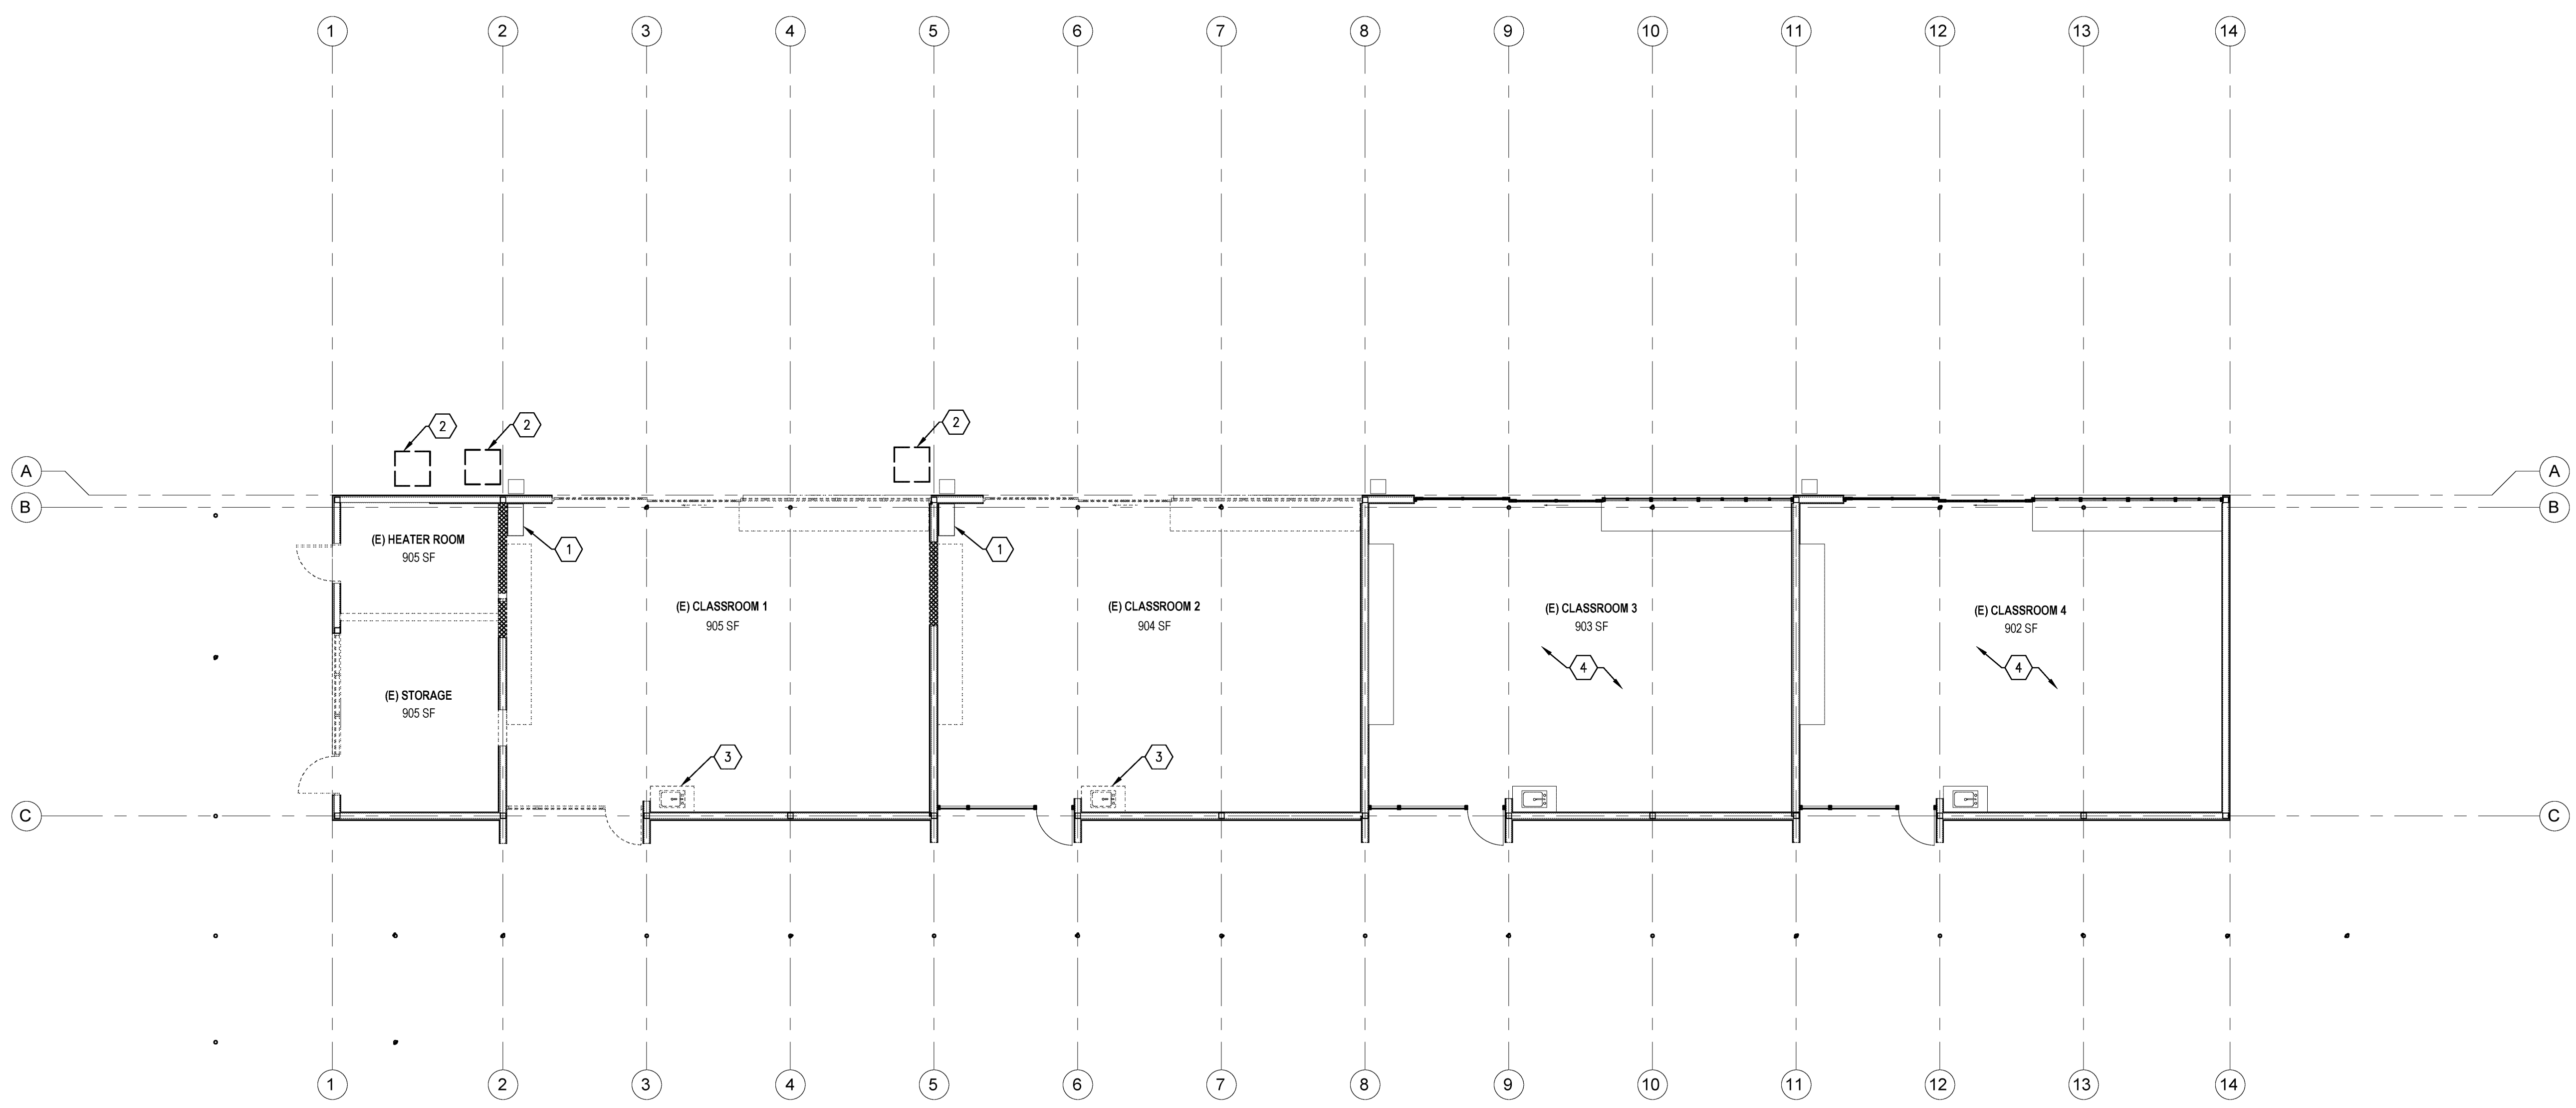 1 2 3 4 5 6 7 8 9 10 11 12 13 14
2 2 2
A A
B B
(E) HEATER ROOM
905 SF
1 1
(E) CLASSROOM 1
905 SF
(E) CLASSROOM 2
904 SF
(E) CLASSROOM 3
903 SF
(E) CLASSROOM 4
902 SF
4 4
(E) STORAGE
905 SF
3 3
C C
1 2 3 4 5 6 7 8 9 10 11 12 13 14